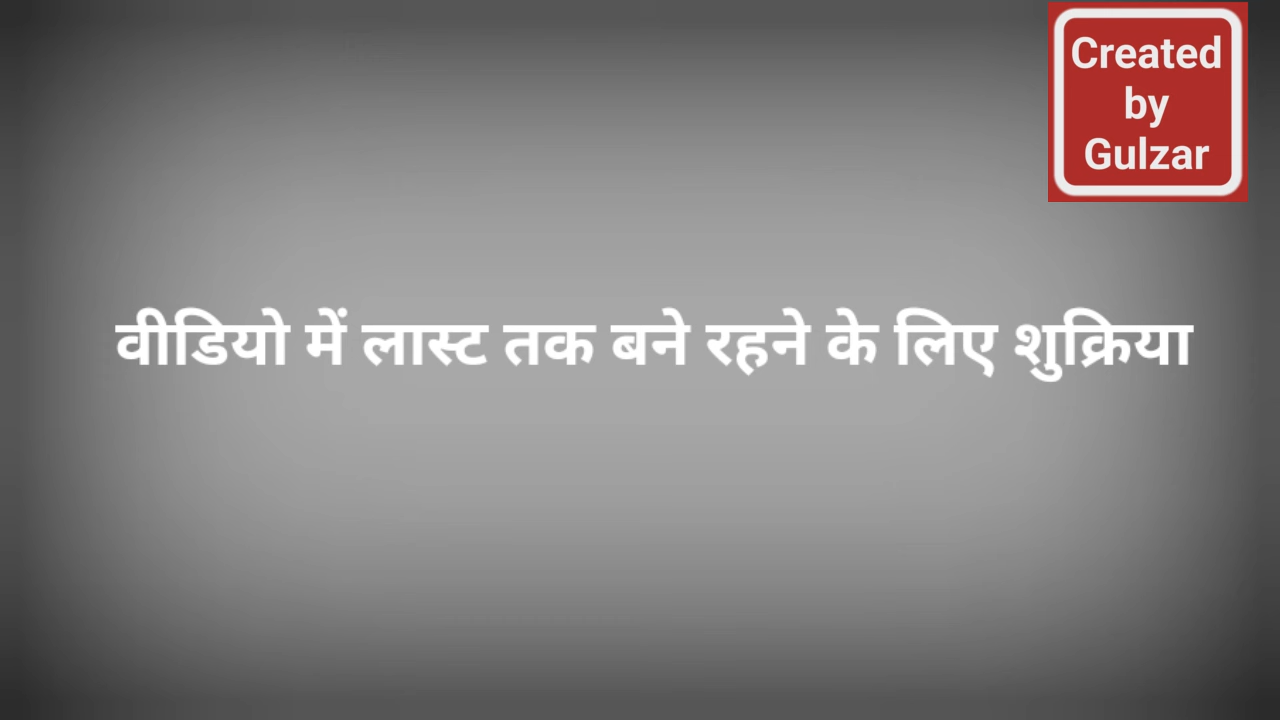 Created
by
Gulzar
वीडियो में लास्ट तक बने रहने के लिए शुक्रिया